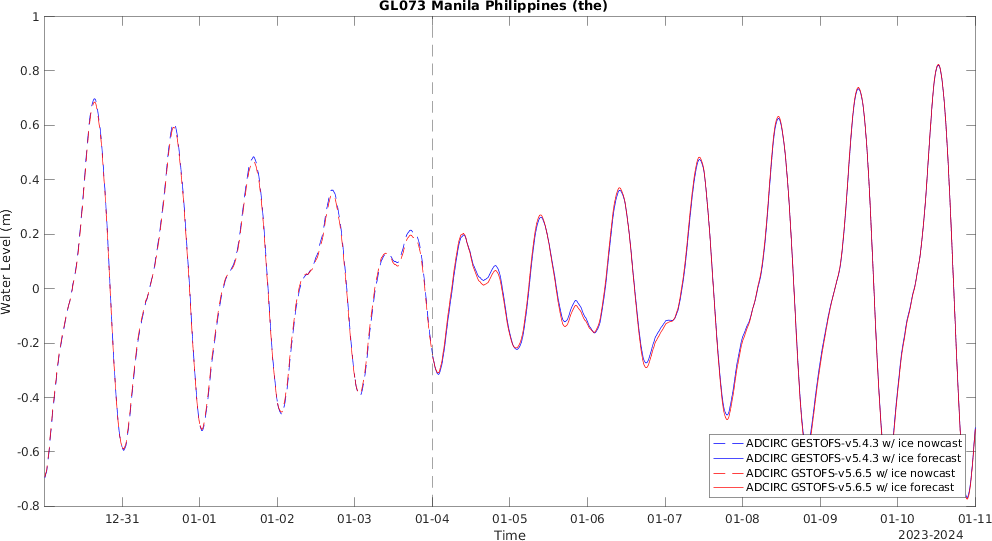 GL073 Manila Philippines (the)
Water Level (m)
1
0.8
0.6
0.4
0.2
0
-0.2
-0.4
-0.6
-0.8
ADCIRC GESTOFS-v5.4.3 w/ ice nowcast
ADCIRC GESTOFS-v5.4.3 w/ ice forecast
ADCIRC GSTOFS-v5.6.5 w/ ice nowcast
ADCIRC GSTOFS-v5.6.5 w/ ice forecast
12-31 01-01 01-02 01-03 01-04 01-05 01-06 01-07 01-08 01-09 01-10 01-11
Time
2023-2024